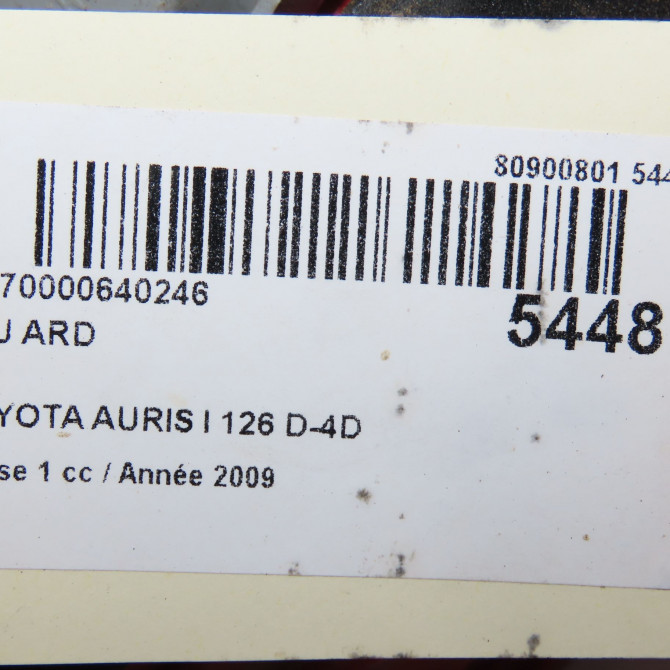 80900801 544
70000640246
5448
U ARD
YOTA AURIS I 126 D-4D
se 1 cc / Année 2009